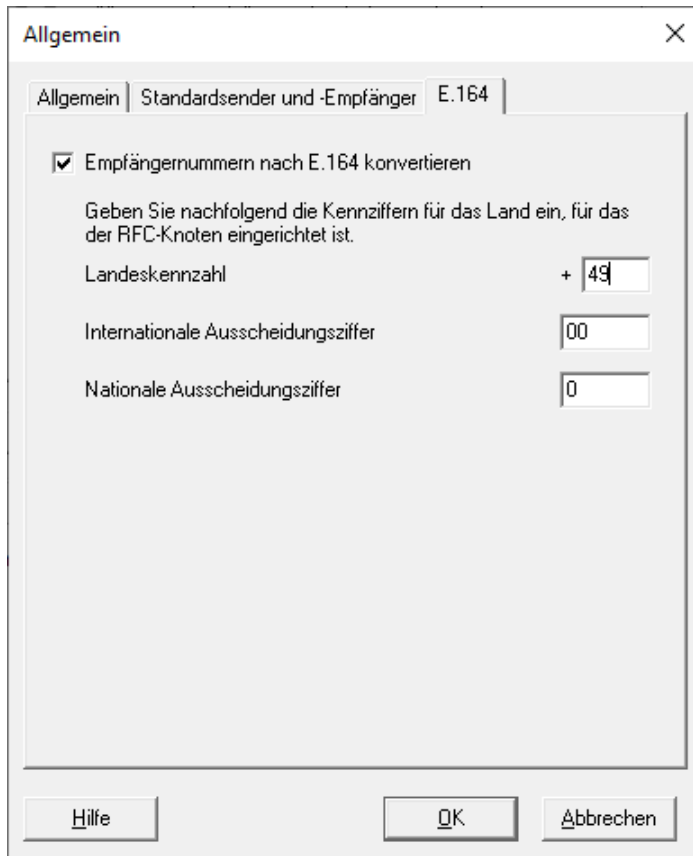 Allgemein
Allgemein
Standardsender und -Empfänger
E.164
Empfängernummern nach E.164 konvertieren
Geben Sie nachfolgend die Kennziffern für das Land ein, für das
der RFC-Knoten eingerichtet ist.
Landeskennzahl + 49
Internationale Ausscheidungsziffer 00
Nationale Ausscheidungsziffer 0
Hilfe
OK
Abbrechen